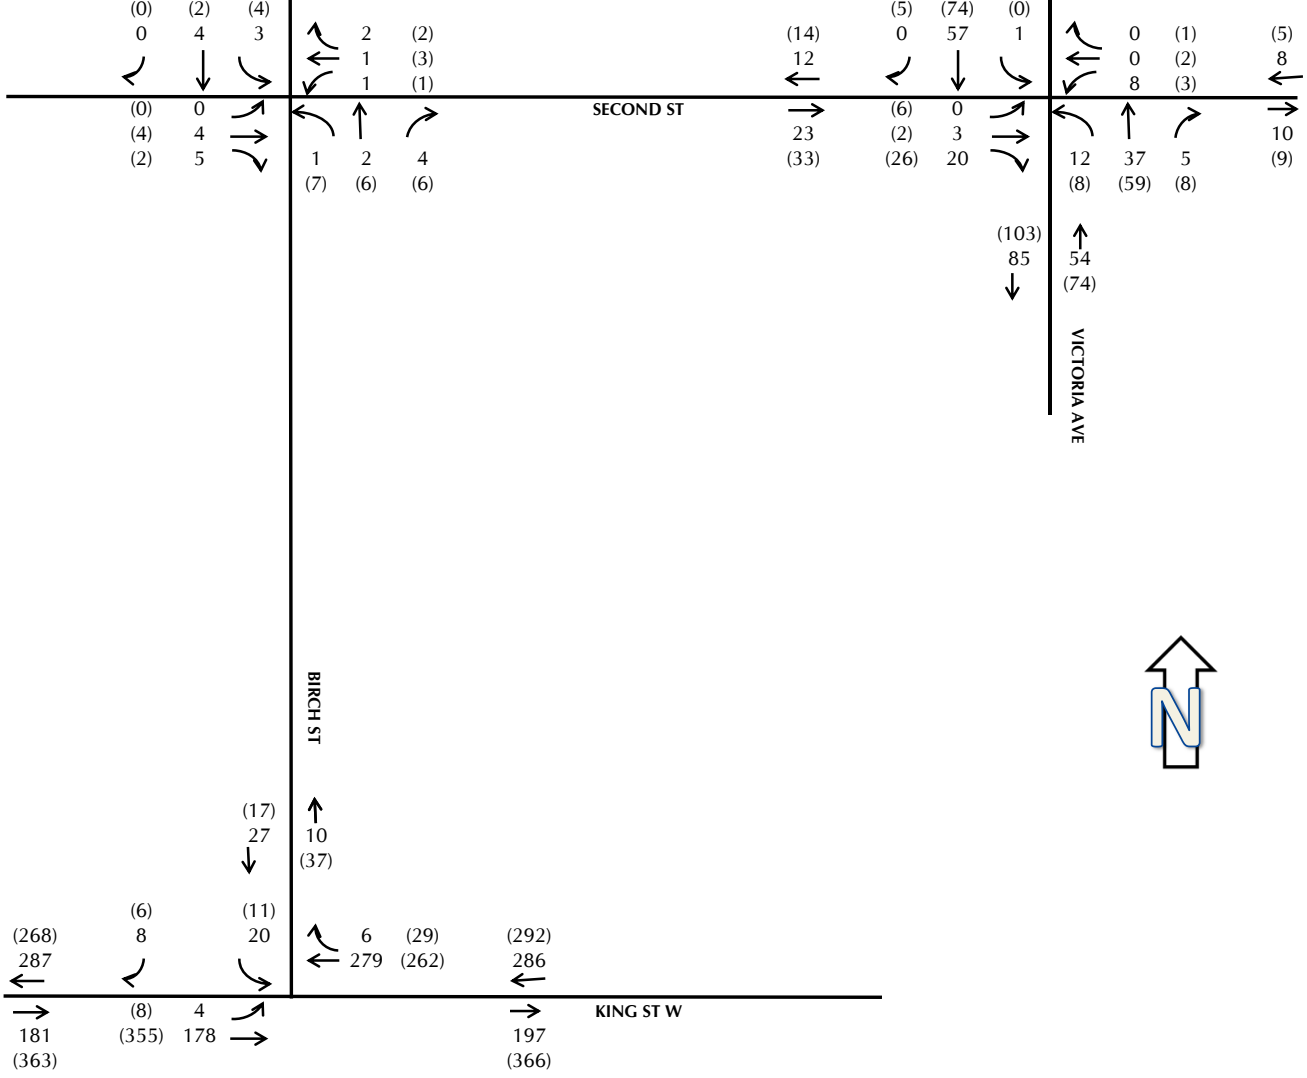 (0) (2) (4) (5) (74) (0)
0 4 3 2 (2) (14) 0 57 1 0 (1) (5)
1 (3) 12 0 (2) 8
1 (1) 8 (3)
(0) 0 SECOND ST (6) 0
(4) 4 23 (2) 3 10
(2) 5 1 2 4 (33) (26) 20 12 37 5 (9)
(7) (6) (6) (8) (59) (8)
(103)
85 54
(74)
VICTORIA AVE
BIRCH ST
N
(17)
27 10
(37)
(6) (11)
(268) 8 20 6 (29) (292)
287 279 (262) 286
(8) 4 KING ST W
181 (355) 178 197
(363) (366)